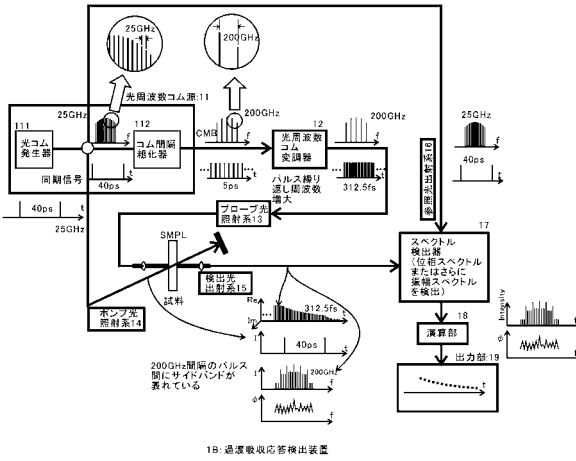 25GHz
200GHz
光周波数コム源:11
25GHz
f
111
光コム
発生器
112
コム間隔
粗化器
同期信号
40ps
t
200GHz
CMB
f
t
5ps
12
光周波数
コム
変調器
200GHz
f
t
312.5fs
パルス繰り
返し周波数
増大
25GHz
f
40ps
t
参照光出射系16
40ps
t
25GHz
プローブ光
照射系13
SMPL
試料
検出光
出射系15
ポンプ光
照射系14
17
スペクトル
検出器
(位相スペクトル
またはさらに
振幅スペクトル
を検出)
18
演算部
出力部:19
t
Intensity
f
φ
f
Re
Im
312.5fs
t
I
40ps
t
200GHz間隔のパルス
間にサイドバンドが
表れている
I
200GHz
f
φ
f
1B:過渡吸収応答検出装置